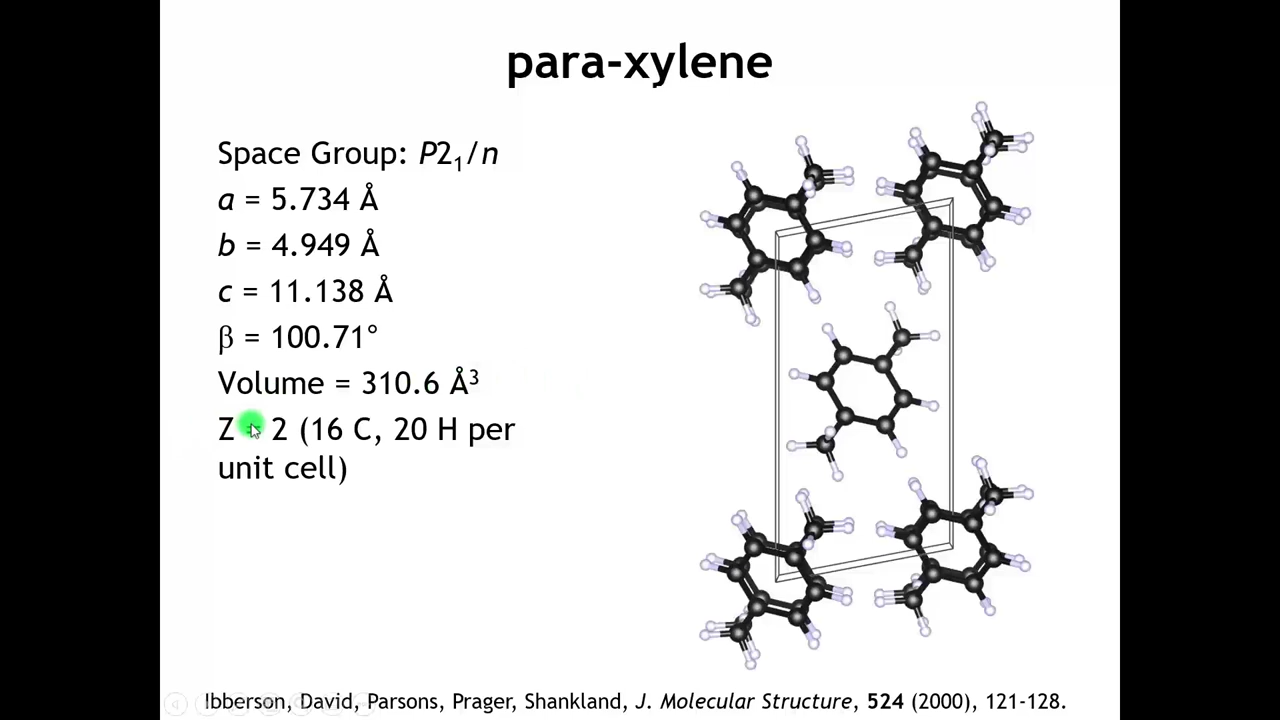 para-xylene
Space Group: P2₁/n
a = 5.734 Å
b = 4.949 Å
c = 11.138 Å
β = 100.71°
Volume = 310.6 Å³
Z = 2 (16 C, 20 H per
unit cell)
Ibberson, David, Parsons, Prager, Shankland, J. Molecular Structure, 524 (2000), 121-128.